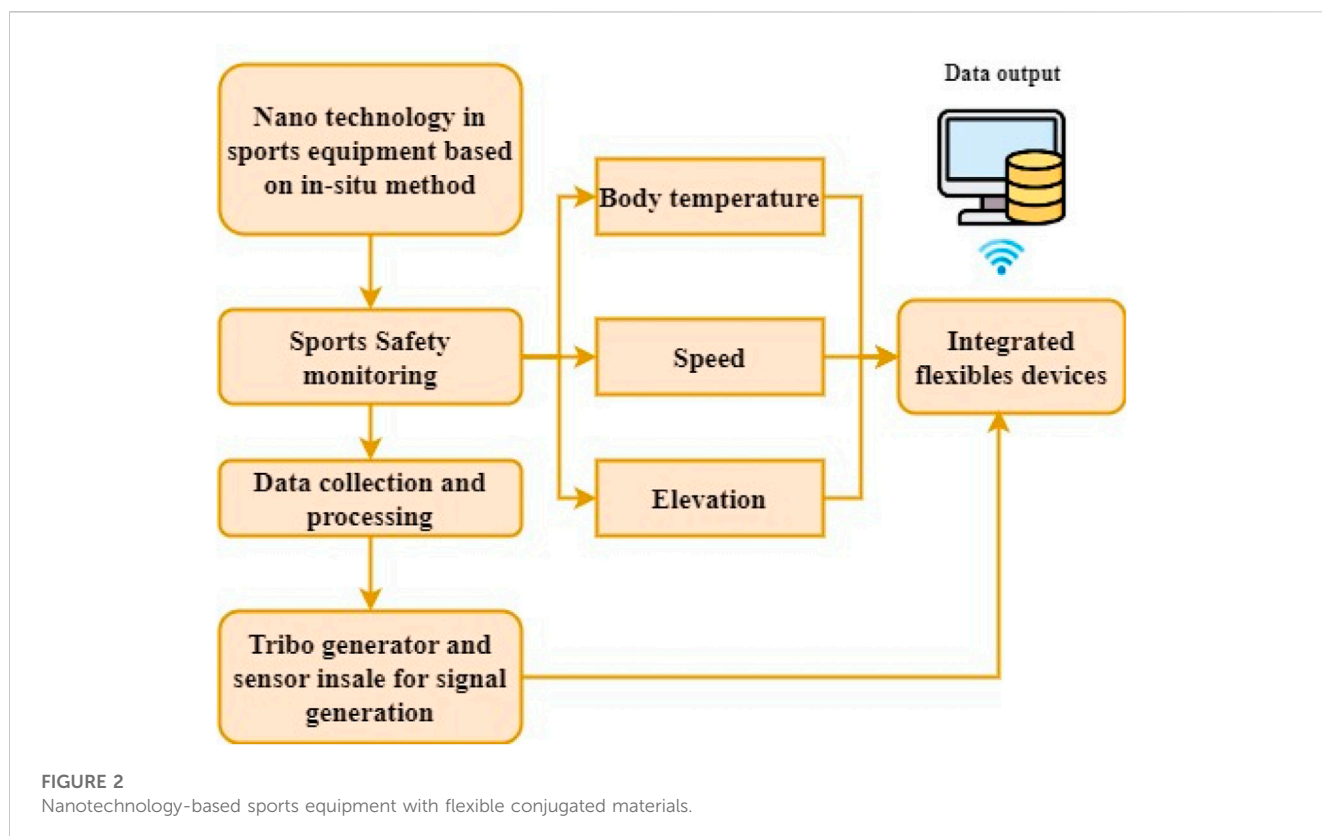 Nano technology in
sports equipment based
on in-situ method
Sports Safety
monitoring
Data collection and
processing
Tribo generator and
sensor insale for signal
generation
Body temperature
Speed
Elevation
Data output
Integrated
flexibles devices
FIGURE 2
Nanotechnology-based sports equipment with flexible conjugated materials.